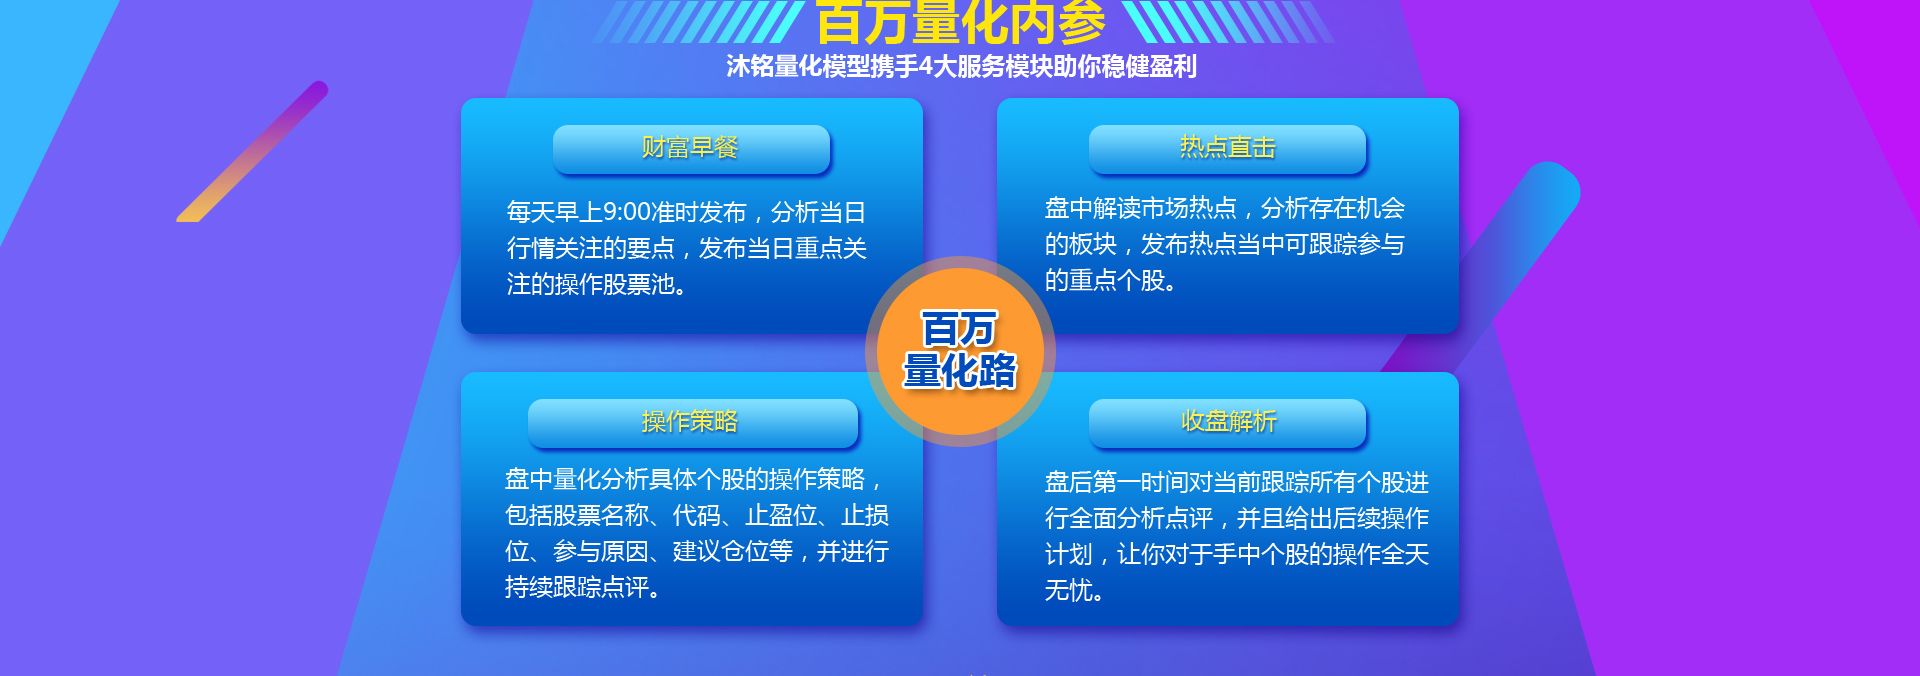 百万量化内参
沐铭量化模型携手4大服务模块助你稳健盈利
财富早餐
每天早上9:00准时发布，分析当日
行情关注的要点，发布当日重点关
注的操作股票池。
热点直击
盘中解读市场热点，分析存在机会
的板块，发布热点当中可跟踪参与
的重点个股。
百万
量化路
操作策略
盘中量化分析具体个股的操作策略，
包括股票名称、代码、止盈位、止损
位、参与原因、建议仓位等，并进行
持续跟踪点评。
收盘解析
盘后第一时间对当前跟踪所有个股进
行全面分析点评，并且给出后续操作
计划，让你对于手中个股的操作全天
无忧。